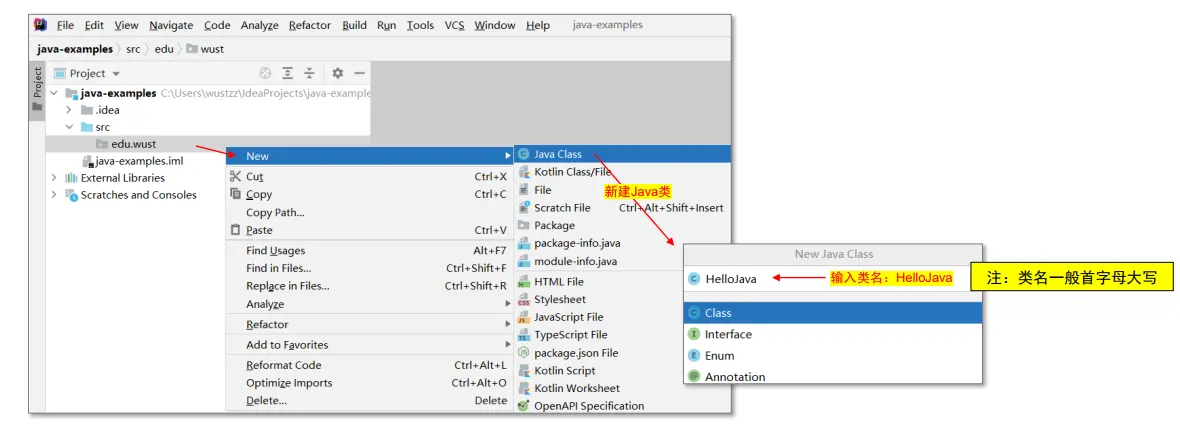 File Edit View Navigate Code Analyze Refactor Build Run Tools VCS Window Help java-examples
java-examples src edu wust
Project
Project
java-examples C:\Users\wustzz\IdeaProjects\java-example
.idea
src
edu.wust
java-examples.iml
External Libraries
Scratches and Consoles
New
Cut Ctrl+X
Copy Ctrl+C
Copy Path...
Paste Ctrl+V
Find Usages Alt+F7
Find in Files... Ctrl+Shift+F
Replace in Files... Ctrl+Shift+R
Analyze
Refactor
Add to Favorites
Reformat Code Ctrl+Alt+L
Optimize Imports Ctrl+Alt+O
Delete... Delete
Java Class
Kotlin Class/File
File
Scratch File Ctrl+Alt+Shift+Insert
Package
package-info.java
module-info.java
HTML File
Stylesheet
JavaScript File
TypeScript File
package.json File
Kotlin Script
Kotlin Worksheet
OpenAPI Specification
新建Java类
New Java Class
HelloJava
输入类名：HelloJava
Class
Interface
Enum
Annotation
注：类名一般首字母大写